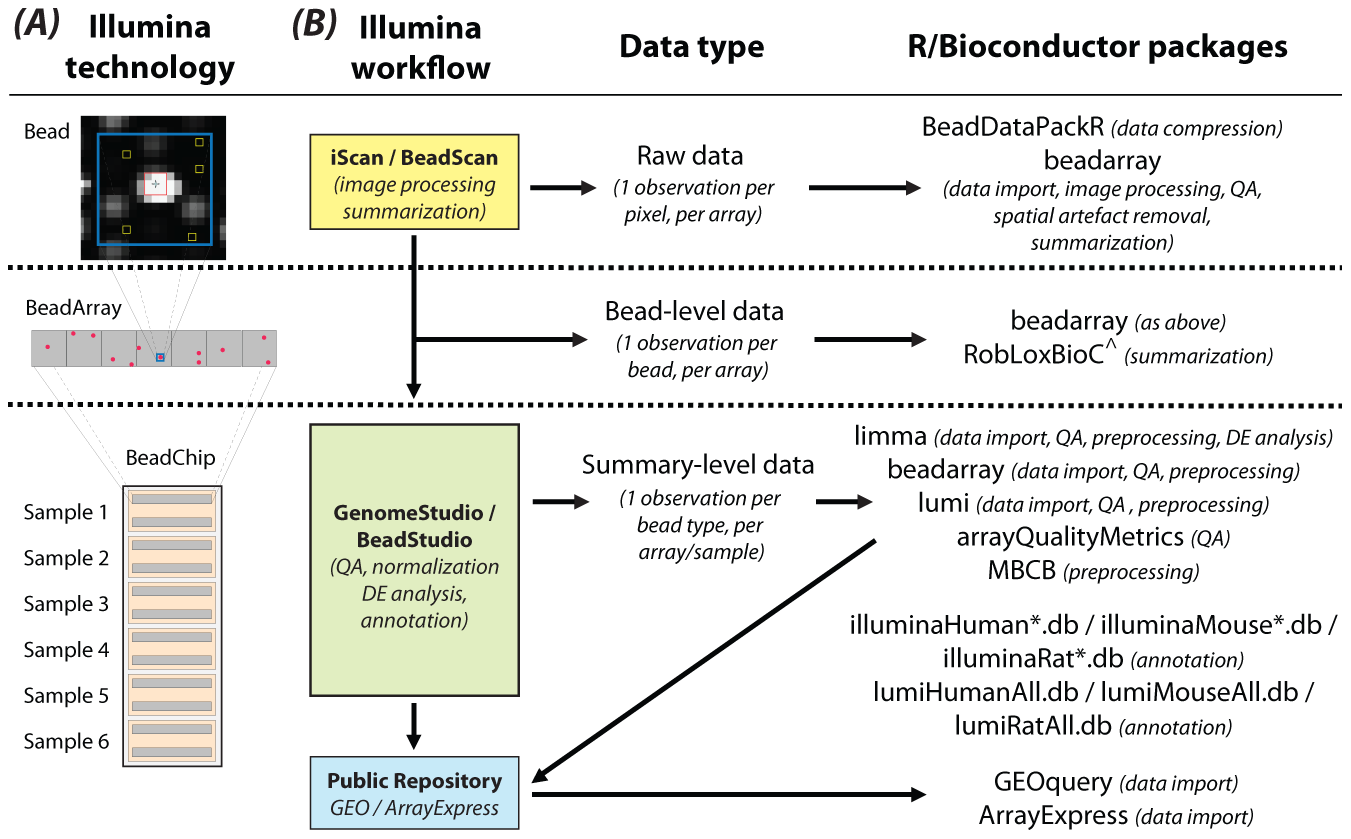 (A) Illumina
technology
(B) Illumina
workflow
Data type
R/Bioconductor packages
Bead
iScan / BeadScan
(image processing
summarization)
Raw data
(1 observation per
pixel, per array)
BeadDataPackR (data compression)
beadarray
(data import, image processing, QA,
spatial artefact removal,
summarization)
BeadArray
Bead-level data
(1 observation per
bead, per array)
beadarray (as above)
RobLoxBioC^ (summarization)
BeadChip
Sample 1
Sample 2
Sample 3
Sample 4
Sample 5
Sample 6
GenomeStudio /
BeadStudio
(QA, normalization
DE analysis,
annotation)
Summary-level data
(1 observation per
bead type, per
array/sample)
limma (data import, QA, preprocessing, DE analysis)
beadarray (data import, QA, preprocessing)
lumi (data import, QA , preprocessing)
arrayQualityMetrics (QA)
MBCB (preprocessing)
illuminaHuman*.db / illuminaMouse*.db /
illuminaRat*.db (annotation)
lumiHumanAll.db / lumiMouseAll.db /
lumiRatAll.db (annotation)
Public Repository
GEO / ArrayExpress
GEOquery (data import)
ArrayExpress (data import)